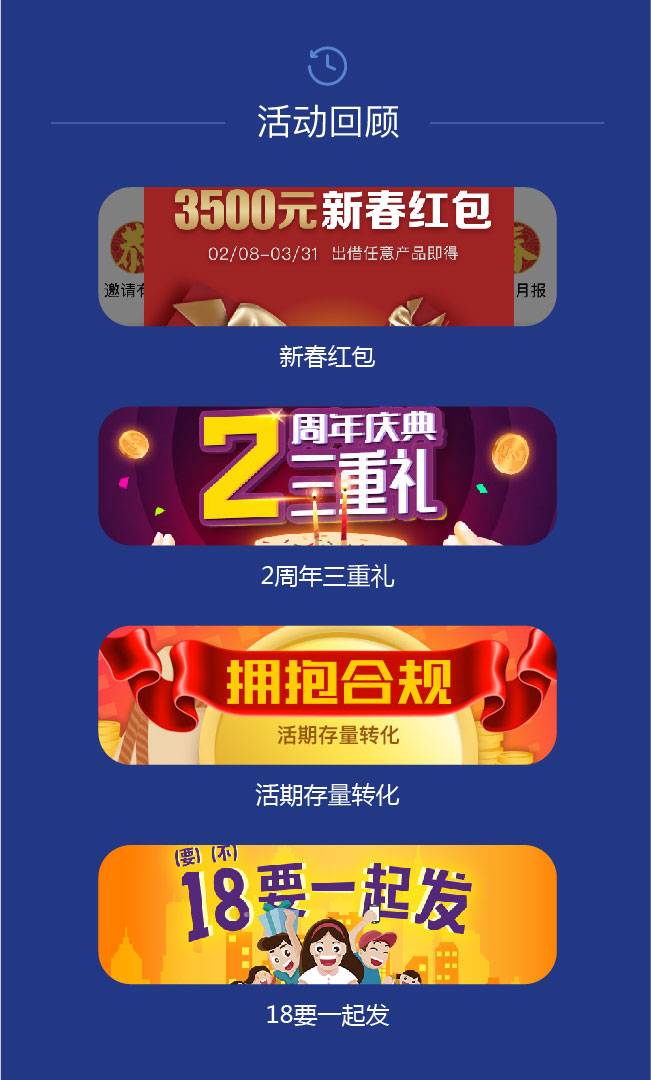 活动回顾
3500元新春红包
02/08-03/31 出借任意产品即得
恭
春
邀请有
月报
新春红包
2周年庆典
三重礼
2周年三重礼
拥抱合规
活期存量转化
活期存量转化
(要) (不)
18要一起发
18要一起发